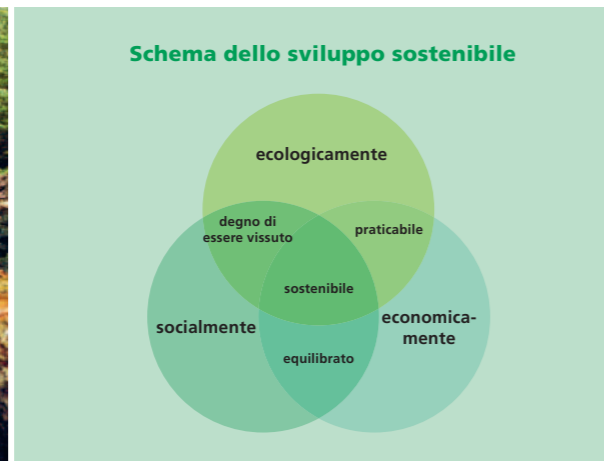 Schema dello sviluppo sostenibile
ecologicamente
degno di
essere vissuto
praticabile
sostenibile
socialmente
economica-
mente
equilibrato